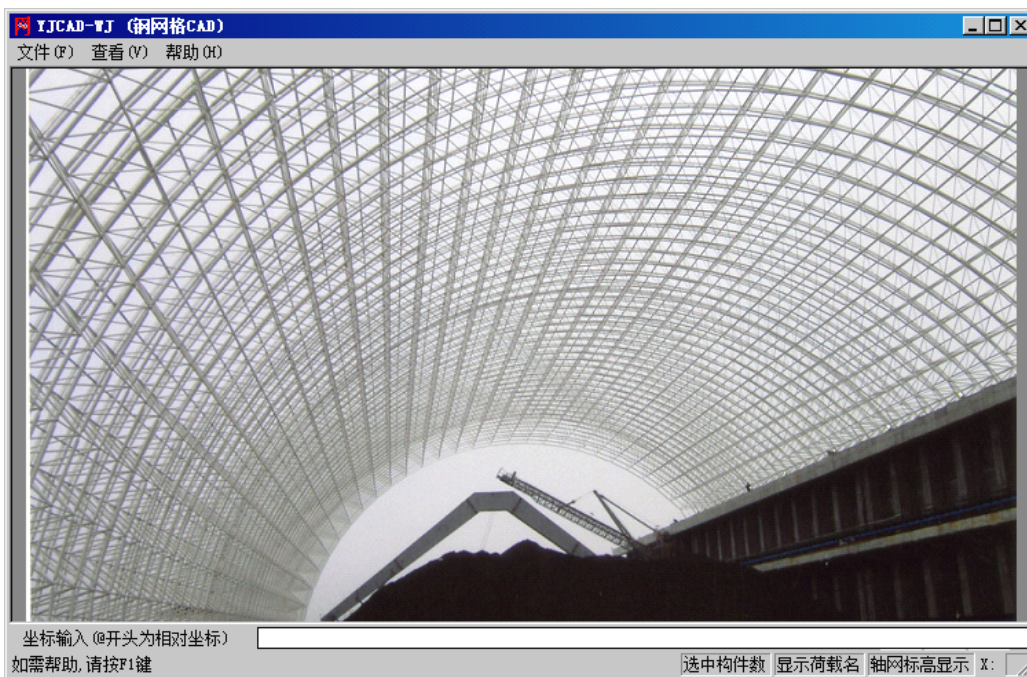 YJCAD-WJ (钢网格CAD)
文件(F) 查看(V) 帮助(H)
坐标输入(@开头为相对坐标)
如需帮助,请按F1键 选中构件数 显示荷载名 轴网标高显示 X: